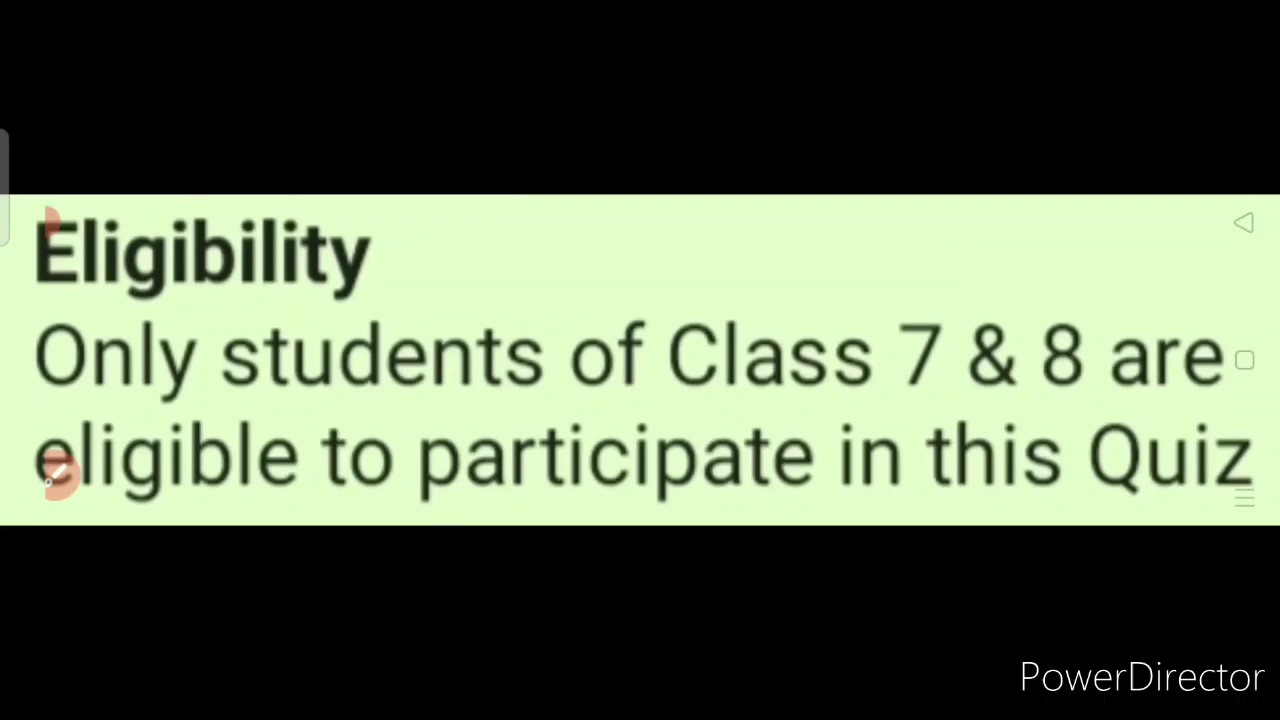 Eligibility
Only students of Class 7 & 8 are
eligible to participate in this Quiz
PowerDirector